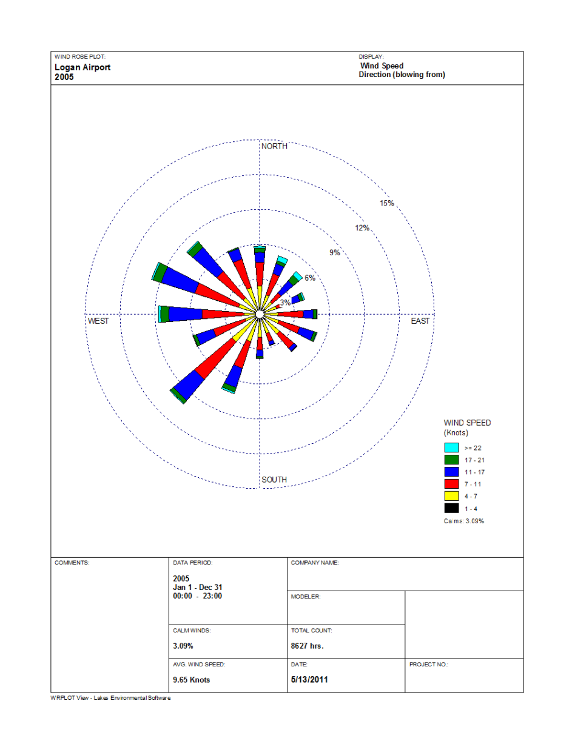 WIND ROSE PLOT:
Logan Airport
2005
DISPLAY:
Wind Speed
Direction (blowing from)
NORTH
15%
12%
9%
6%
3%
WEST
EAST
SOUTH
WIND SPEED
(Knots)
>= 22
17 - 21
11 - 17
7 - 11
4 - 7
1 - 4
Calms: 3.09%
COMMENTS:
DATA PERIOD:
2005
Jan 1 - Dec 31
00:00 - 23:00
COMPANY NAME:
MODELER:
CALM WINDS:
3.09%
TOTAL COUNT:
8627 hrs.
AVG. WIND SPEED:
9.65 Knots
DATE:
5/13/2011
PROJECT NO.:
WRPLOT View - Lakes Environmental Software